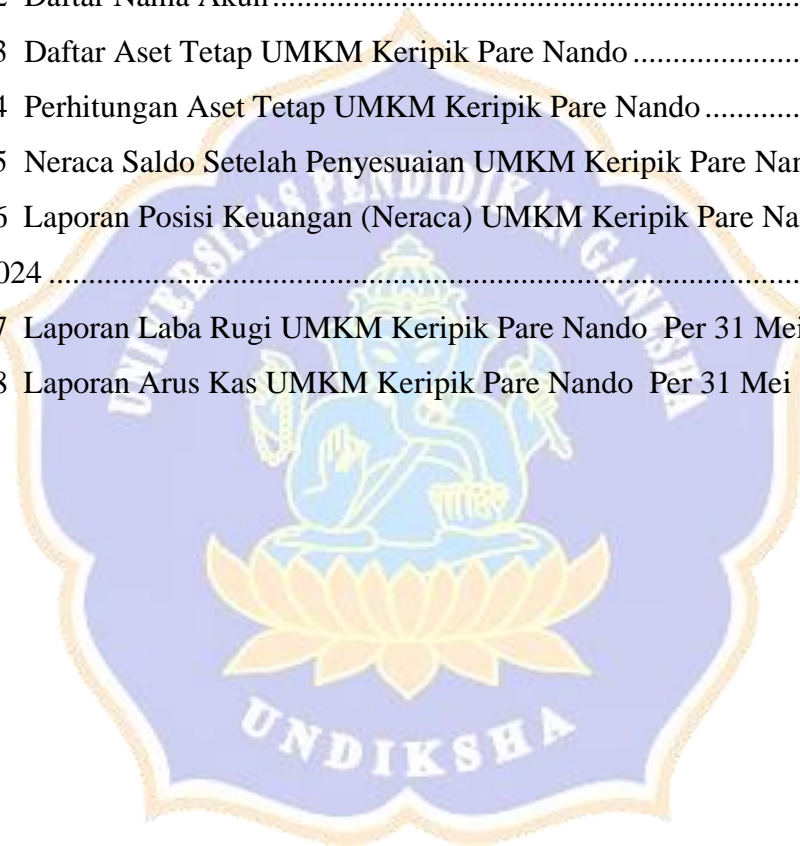 2 Daftar Nama Akun
3 Daftar Aset Tetap UMKM Keripik Pare Nando
4 Perhitungan Aset Tetap UMKM Keripik Pare Nando
5 Neraca Saldo Setelah Penyesuaian UMKM Keripik Pare Nan
6 Laporan Posisi Keuangan (Neraca) UMKM Keripik Pare Na
024
7 Laporan Laba Rugi UMKM Keripik Pare Nando Per 31 Mei
8 Laporan Arus Kas UMKM Keripik Pare Nando Per 31 Mei
UNIVERSITAS PENDIDIKAN GANESHA
UNDIKSHA